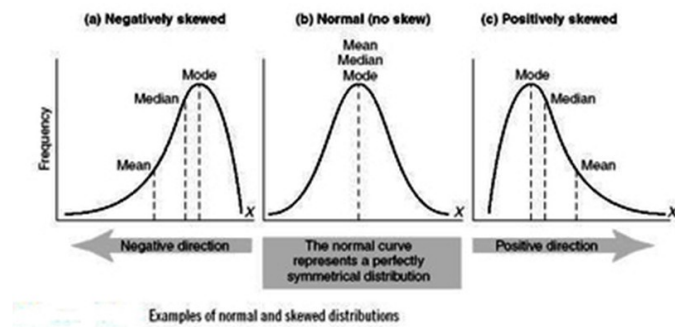 (a) Negatively skewed
(b) Normal (no skew)
(c) Positively skewed
Frequency
Mode
Median
Mean
X
Mean
Median
Mode
X
Mode
Median
Mean
X
Negative direction
The normal curve
represents a perfectly
symmetrical distribution
Positive direction
Examples of normal and skewed distributions